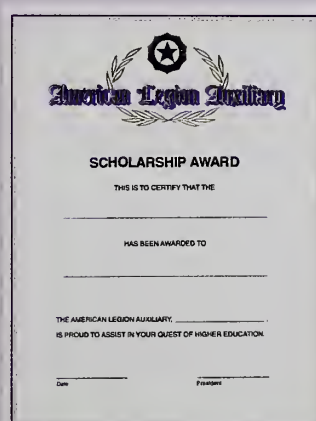 American Legion Auxiliary
SCHOLARSHIP AWARD
THIS IS TO CERTIFY THAT THE
HAS BEEN AWARDED TO
THE AMERICAN LEGION AUXILIARY,
IS PROUD TO ASSIST IN YOUR QUEST OF HIGHER EDUCATION.
Date President